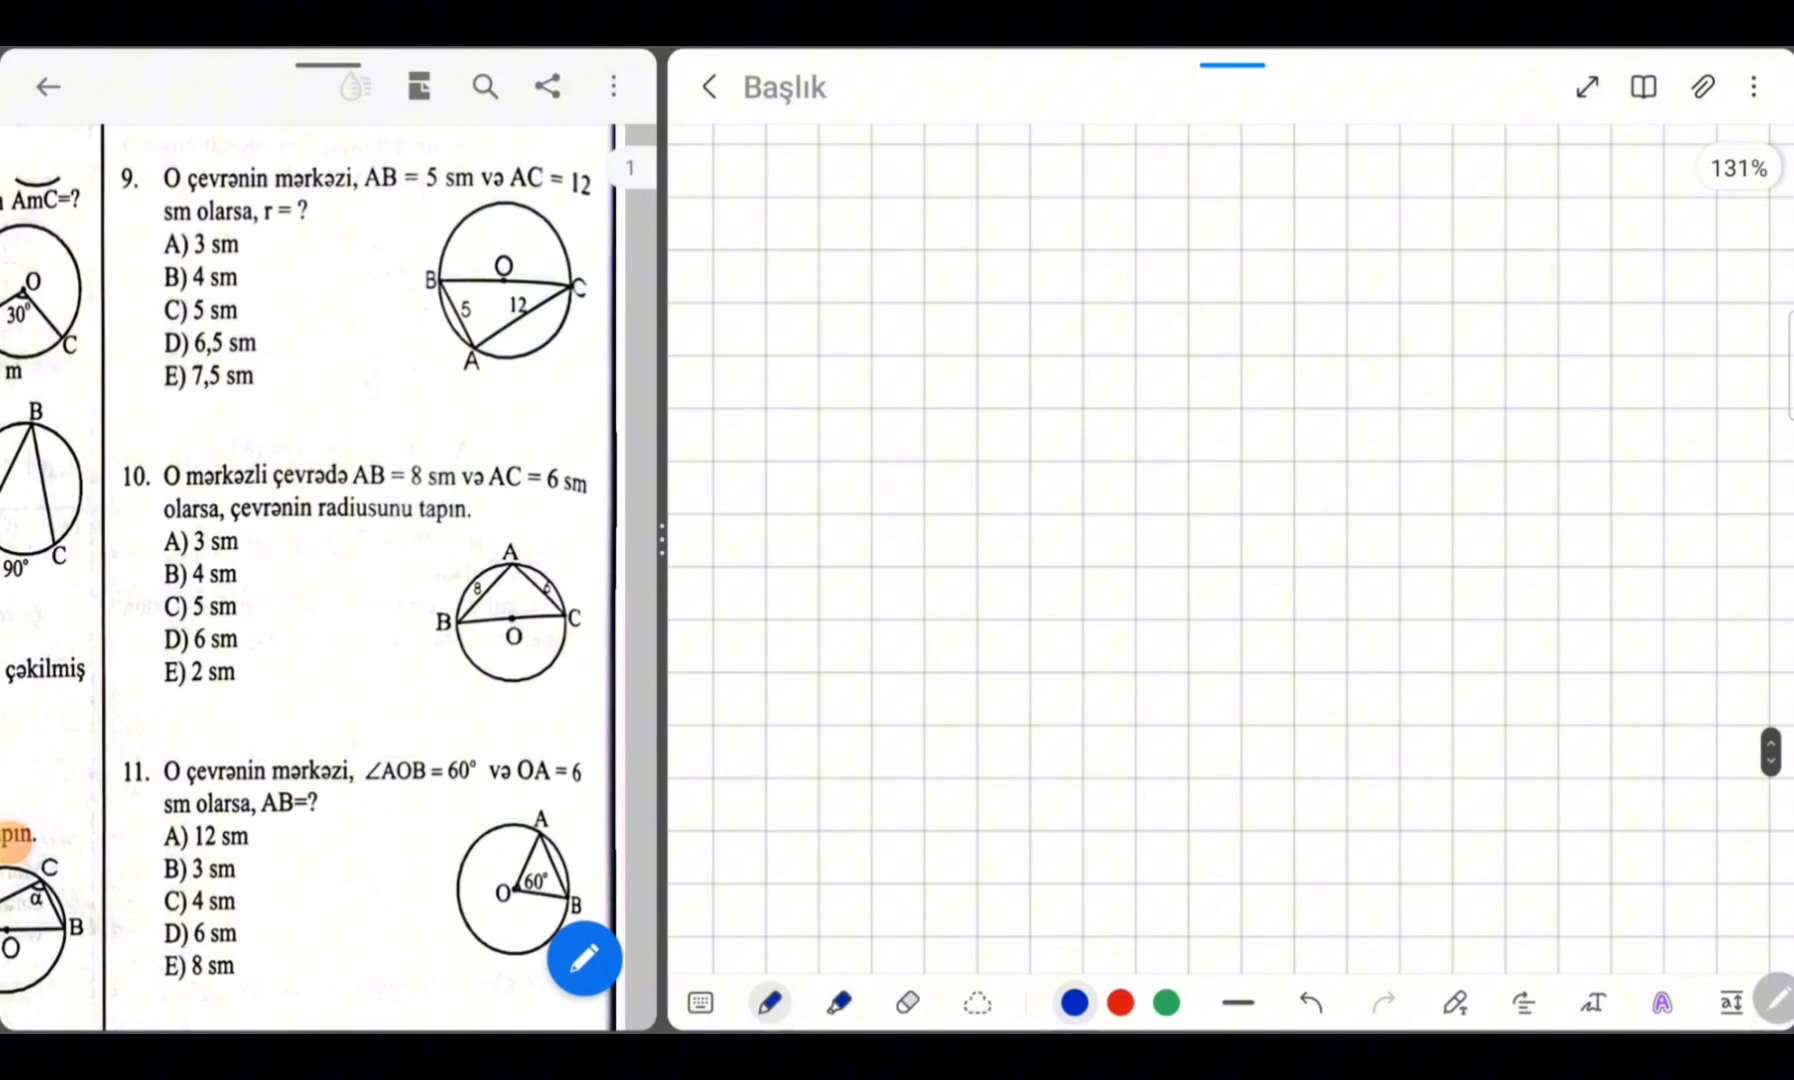 Başlık
131%
1
AmC=?
O
30°
C
m
B
90°
C
çəkilmiş
pın.
C
α
B
O
9. O çevrənin mərkəzi, AB = 5 sm və AC = 12
sm olarsa, r = ?
A) 3 sm
B) 4 sm
C) 5 sm
D) 6,5 sm
E) 7,5 sm
O
B
C
5
12
A
10. O mərkəzli çevrədə AB = 8 sm və AC = 6 sm
olarsa, çevrənin radiusunu tapın.
A) 3 sm
B) 4 sm
C) 5 sm
D) 6 sm
E) 2 sm
A
8
6
B
C
O
11. O çevrənin mərkəzi, ∠AOB = 60° və OA = 6
sm olarsa, AB=?
A) 12 sm
B) 3 sm
C) 4 sm
D) 6 sm
E) 8 sm
A
O
60°
B